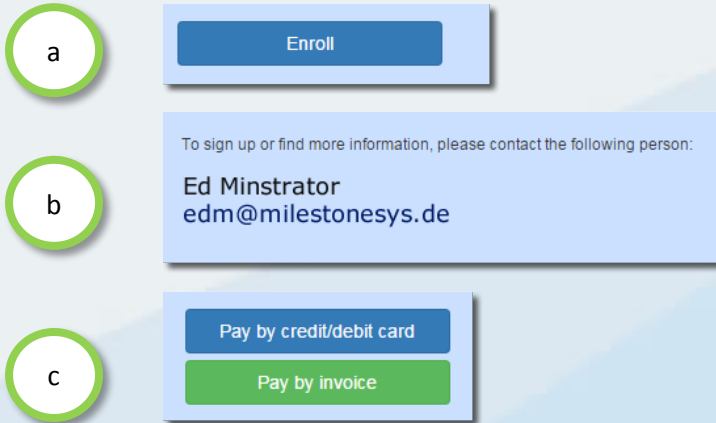 a
Enroll
To sign up or find more information, please contact the following person:
b
Ed Minstrator
edm@milestonesys.de
Pay by credit/debit card
c
Pay by invoice